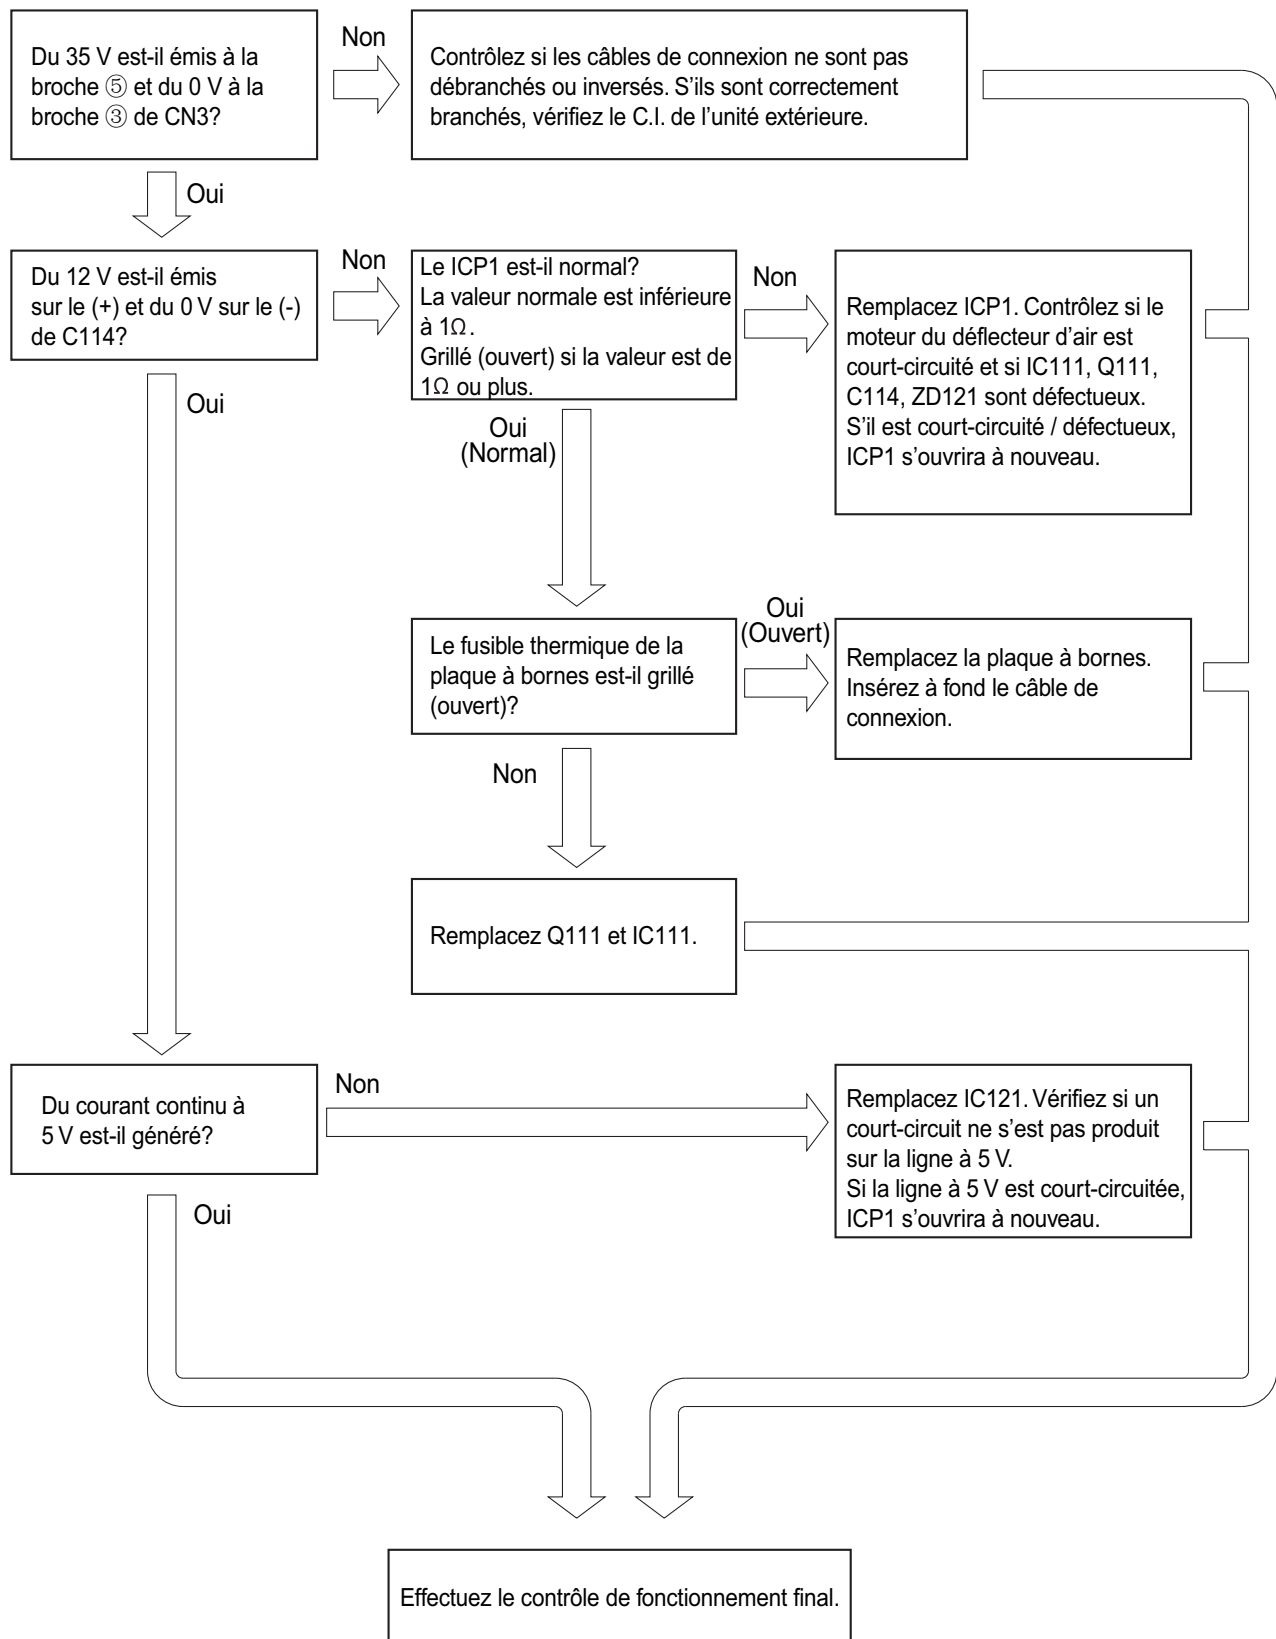 Du 35 V est-il émis à la
broche ⑤ et du 0 V à la
broche ③ de CN3?
Non
Contrôlez si les câbles de connexion ne sont pas
débranchés ou inversés. S’ils sont correctement
branchés, vérifiez le C.I. de l’unité extérieure.
Oui
Du 12 V est-il émis
sur le (+) et du 0 V sur le (-)
de C114?
Non
Le ICP1 est-il normal?
La valeur normale est inférieure
à 1Ω.
Grillé (ouvert) si la valeur est de
1Ω ou plus.
Non
Remplacez ICP1. Contrôlez si le
moteur du déflecteur d’air est
court-circuité et si IC111, Q111,
C114, ZD121 sont défectueux.
S’il est court-circuité / défectueux,
ICP1 s’ouvrira à nouveau.
Oui
Oui
(Normal)
Le fusible thermique de la
plaque à bornes est-il grillé
(ouvert)?
Oui
(Ouvert)
Remplacez la plaque à bornes.
Insérez à fond le câble de
connexion.
Non
Remplacez Q111 et IC111.
Du courant continu à
5 V est-il généré?
Non
Remplacez IC121. Vérifiez si un
court-circuit ne s’est pas produit
sur la ligne à 5 V.
Si la ligne à 5 V est court-circuitée,
ICP1 s’ouvrira à nouveau.
Oui
Effectuez le contrôle de fonctionnement final.